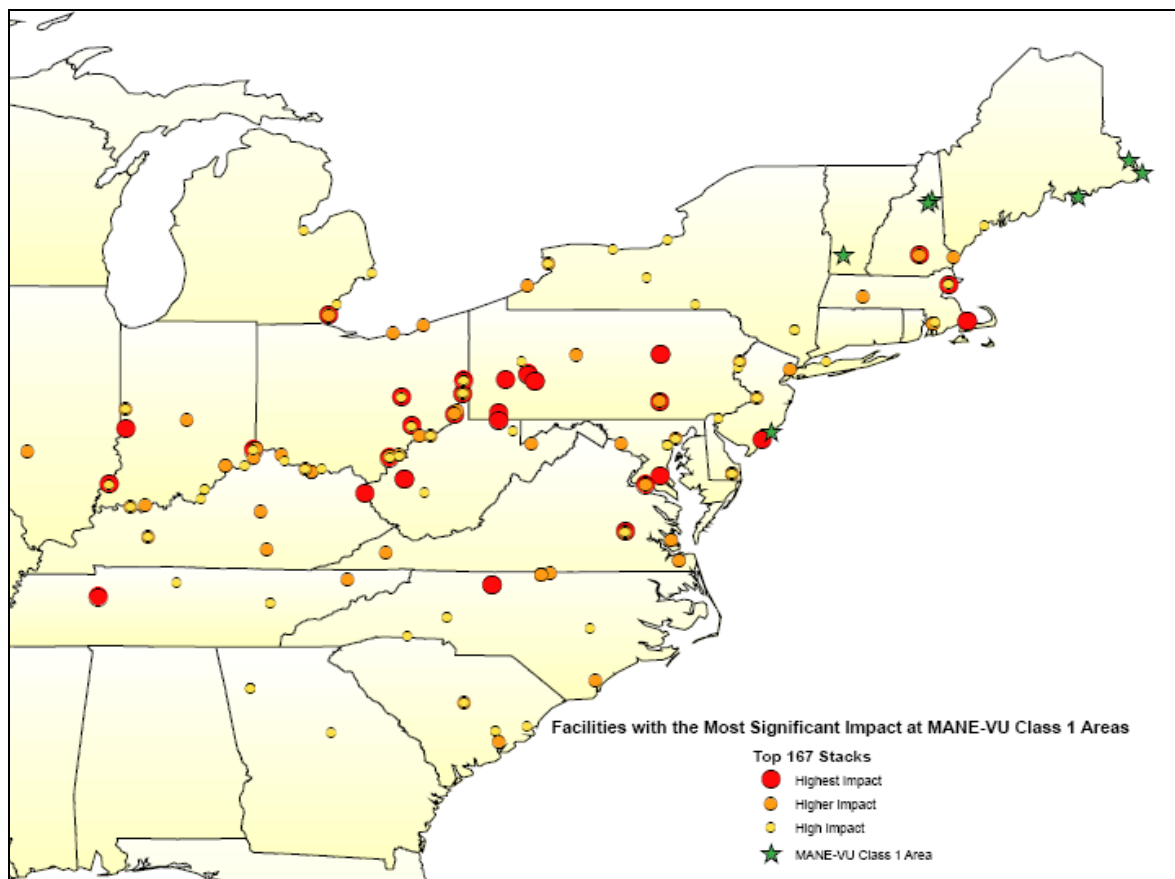 Facilities with the Most Significant Impact at MANE-VU Class 1 Areas
Top 167 Stacks
Highest Impact
Higher Impact
High Impact
MANE-VU Class 1 Area